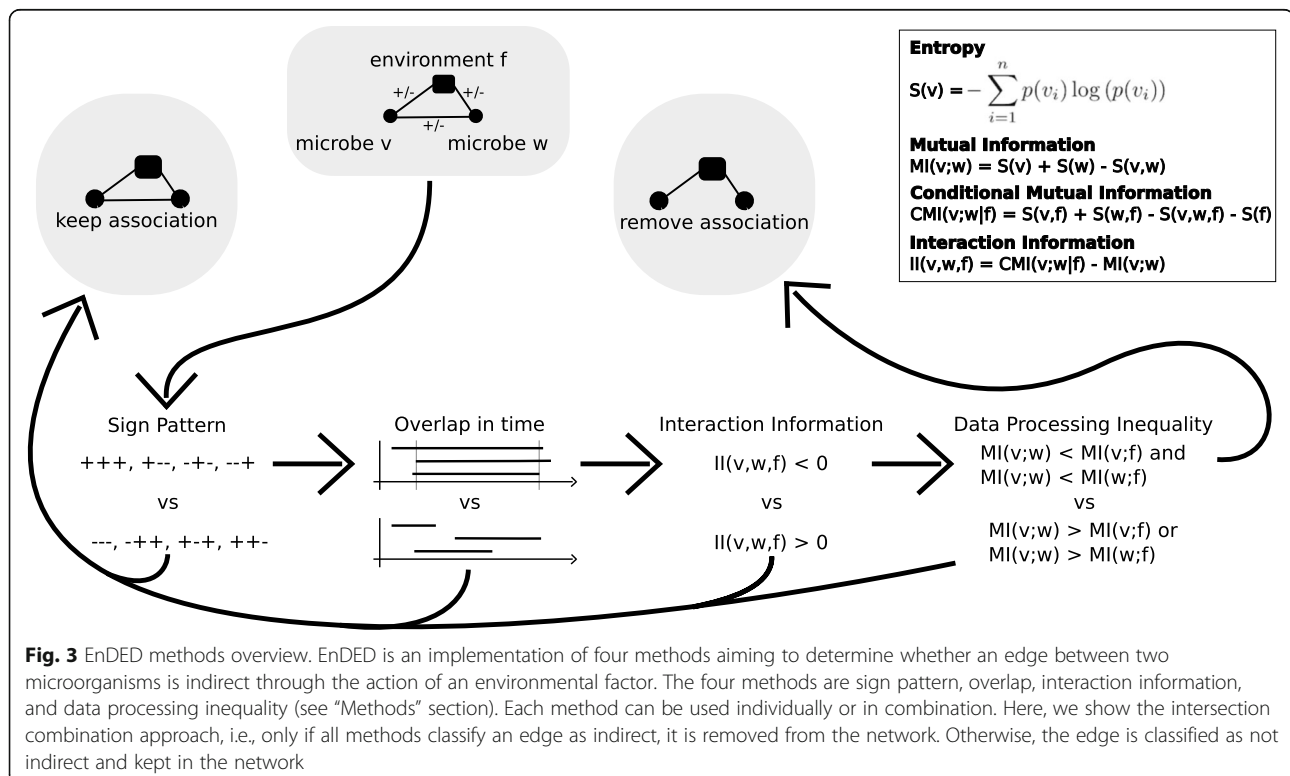 environment f
+/-
+/-
+/-
microbe v
microbe w
keep association
remove association
Entropy
S(v) = − ∑ⁿᵢ₌₁ p(vᵢ) log (p(vᵢ))
Mutual Information
MI(v;w) = S(v) + S(w) - S(v,w)
Conditional Mutual Information
CMI(v;w|f) = S(v,f) + S(w,f) - S(v,w,f) - S(f)
Interaction Information
II(v,w,f) = CMI(v;w|f) - MI(v;w)
Sign Pattern
+++, +--, -+-, --+
vs
---, -++, +-+, ++-
Overlap in time
vs
Interaction Information
II(v,w,f) < 0
vs
II(v,w,f) > 0
Data Processing Inequality
MI(v;w) < MI(v;f) and
MI(v;w) < MI(w;f)
vs
MI(v;w) > MI(v;f) or
MI(v;w) > MI(w;f)
Fig. 3 EnDED methods overview. EnDED is an implementation of four methods aiming to determine whether an edge between two
microorganisms is indirect through the action of an environmental factor. The four methods are sign pattern, overlap, interaction information,
and data processing inequality (see “Methods” section). Each method can be used individually or in combination. Here, we show the intersection
combination approach, i.e., only if all methods classify an edge as indirect, it is removed from the network. Otherwise, the edge is classified as not
indirect and kept in the network